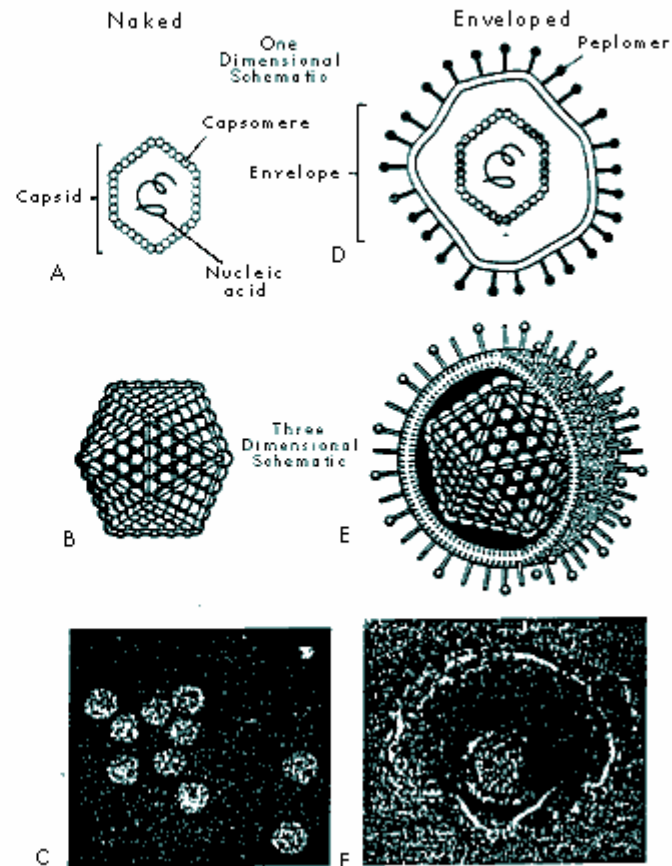 Naked
Enveloped
One
Dimensional
Schematic
Peplomer
Capsomere
Envelope
Capsid
Nucleic
acid
A
D
Three
Dimensional
Schematic
B
E
C
F